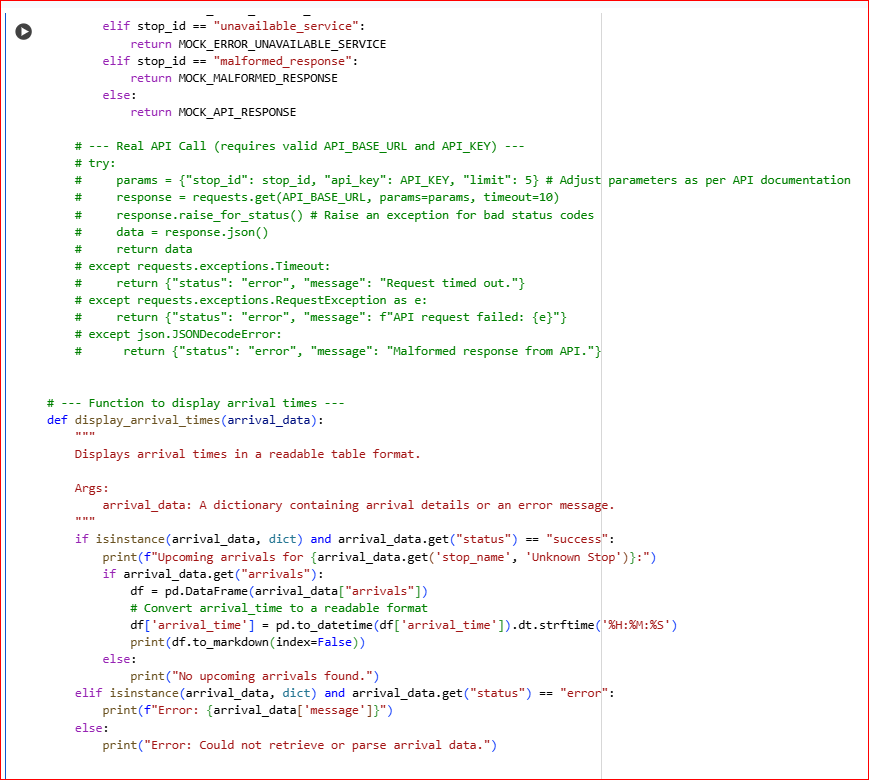 elif stop_id == "unavailable_service":
            return MOCK_ERROR_UNAVAILABLE_SERVICE
        elif stop_id == "malformed_response":
            return MOCK_MALFORMED_RESPONSE
        else:
            return MOCK_API_RESPONSE

    # --- Real API Call (requires valid API_BASE_URL and API_KEY) ---
    # try:
    #     params = {"stop_id": stop_id, "api_key": API_KEY, "limit": 5} # Adjust parameters as per API documentation
    #     response = requests.get(API_BASE_URL, params=params, timeout=10)
    #     response.raise_for_status() # Raise an exception for bad status codes
    #     data = response.json()
    #     return data
    # except requests.exceptions.Timeout:
    #     return {"status": "error", "message": "Request timed out."}
    # except requests.exceptions.RequestException as e:
    #     return {"status": "error", "message": f"API request failed: {e}"}
    # except json.JSONDecodeError:
    #      return {"status": "error", "message": "Malformed response from API."}


# --- Function to display arrival times ---
def display_arrival_times(arrival_data):
    """
    Displays arrival times in a readable table format.

    Args:
        arrival_data: A dictionary containing arrival details or an error message.
    """
    if isinstance(arrival_data, dict) and arrival_data.get("status") == "success":
        print(f"Upcoming arrivals for {arrival_data.get('stop_name', 'Unknown Stop')}:")
        if arrival_data.get("arrivals"):
            df = pd.DataFrame(arrival_data["arrivals"])
            # Convert arrival_time to a readable format
            df['arrival_time'] = pd.to_datetime(df['arrival_time']).dt.strftime('%H:%M:%S')
            print(df.to_markdown(index=False))
        else:
            print("No upcoming arrivals found.")
    elif isinstance(arrival_data, dict) and arrival_data.get("status") == "error":
        print(f"Error: {arrival_data['message']}")
    else:
        print("Error: Could not retrieve or parse arrival data.")